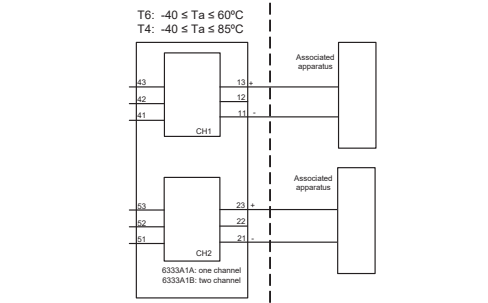 T6: -40 ≤ Ta ≤ 60ºC
T4: -40 ≤ Ta ≤ 85ºC
Associated
apparatus
43
13 +
42
12
41
11 -
CH1
Associated
apparatus
53
23 +
52
22
51
21 -
CH2
6333A1A: one channel
6333A1B: two channel